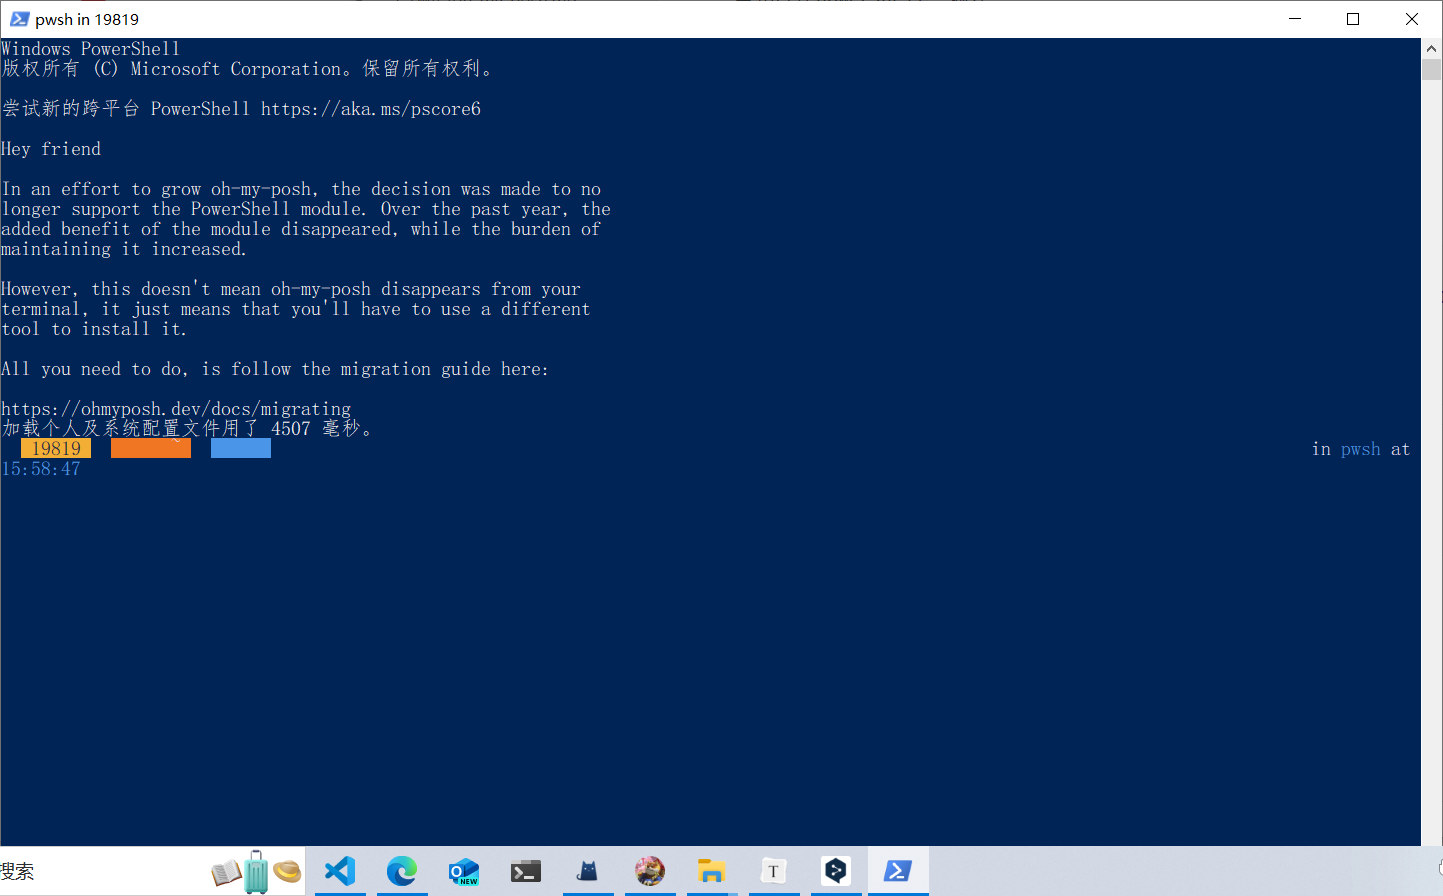 pwsh in 19819
Windows PowerShell
版权所有 (C) Microsoft Corporation。保留所有权利。
尝试新的跨平台 PowerShell https://aka.ms/pscore6
Hey friend
In an effort to grow oh-my-posh, the decision was made to no
longer support the PowerShell module. Over the past year, the
added benefit of the module disappeared, while the burden of
maintaining it increased.
However, this doesn't mean oh-my-posh disappears from your
terminal, it just means that you'll have to use a different
tool to install it.
All you need to do, is follow the migration guide here:
https://ohmyposh.dev/docs/migrating
加载个人及系统配置文件用了 4507 毫秒。
19819 ~ in pwsh at
15:58:47
搜索
NEW
T